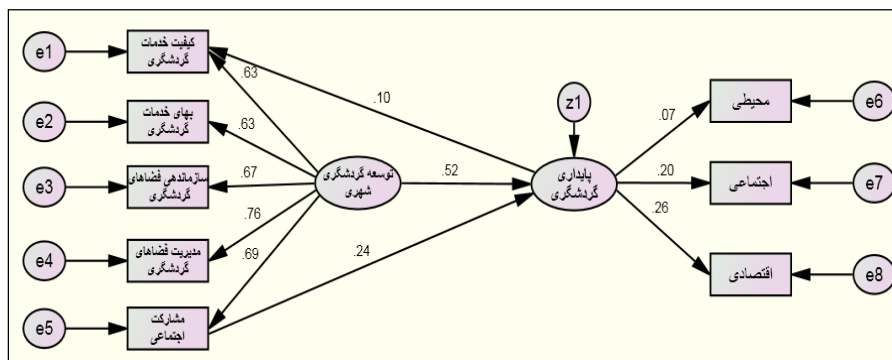 e1
کیفیت خدمات
گردشگری
.63
.10
z1
محیطی
e6
e2
بهای خدمات
گردشگری
.63
.07
e3
سازماندهی فضاهای
گردشگری
.67
توسعه گردشگری
شهری
.52
پایداری
گردشگری
.20
اجتماعی
e7
e4
مدیریت فضاهای
گردشگری
.76
.26
.69
.24
اقتصادی
e8
e5
مشارکت
اجتماعی